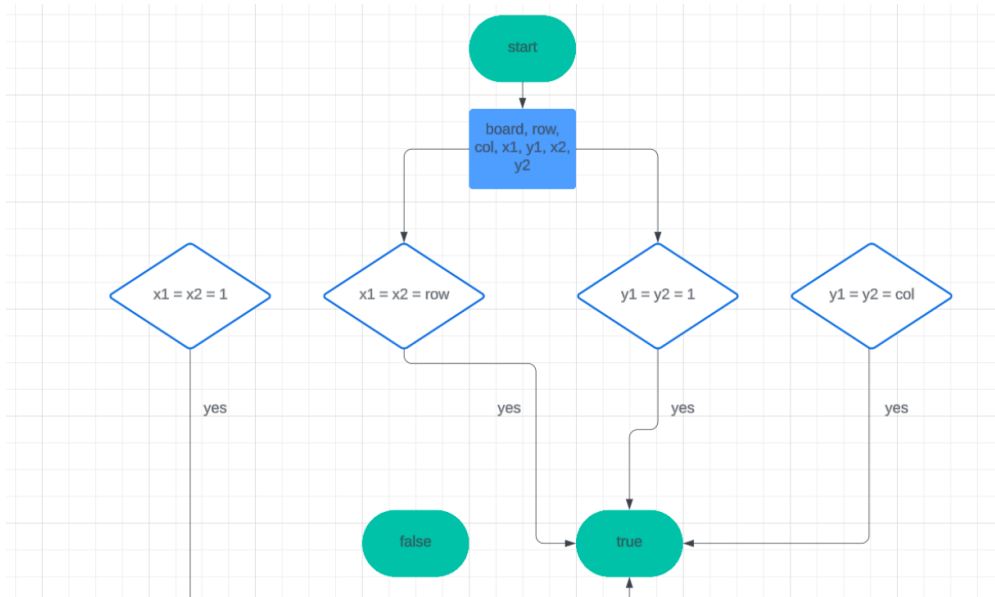 start
board, row,
col, x1, y1, x2,
y2
x1 = x2 = 1
x1 = x2 = row
y1 = y2 = 1
y1 = y2 = col
yes
yes
yes
yes
false
true